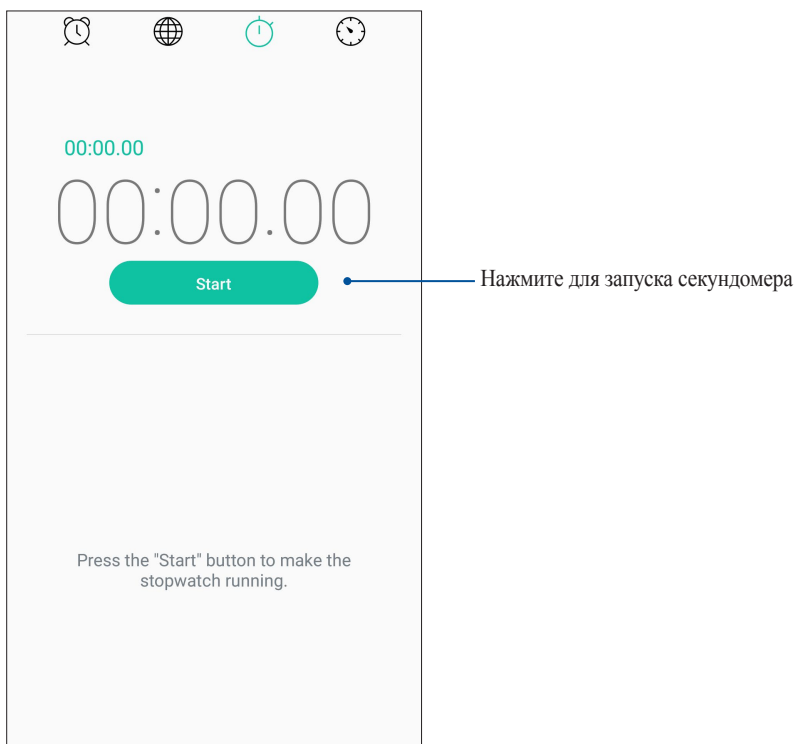 00:00.00
00:00.00
Start
Нажмите для запуска секундомера
Press the "Start" button to make the
stopwatch running.